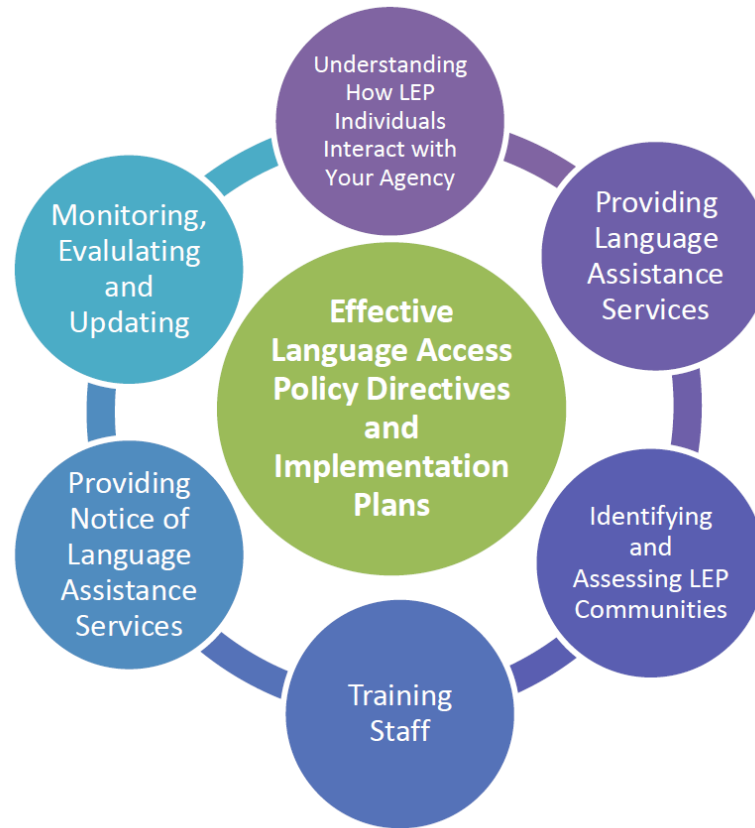 Understanding
How LEP
Individuals
Interact with
Your Agency
Providing
Language
Assistance
Services
Identifying
and
Assessing LEP
Communities
Training
Staff
Providing
Notice of
Language
Assistance
Services
Monitoring,
Evalulating
and
Updating
Effective
Language Access
Policy Directives
and
Implementation
Plans